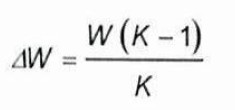 ΔW = W(K – 1) / K